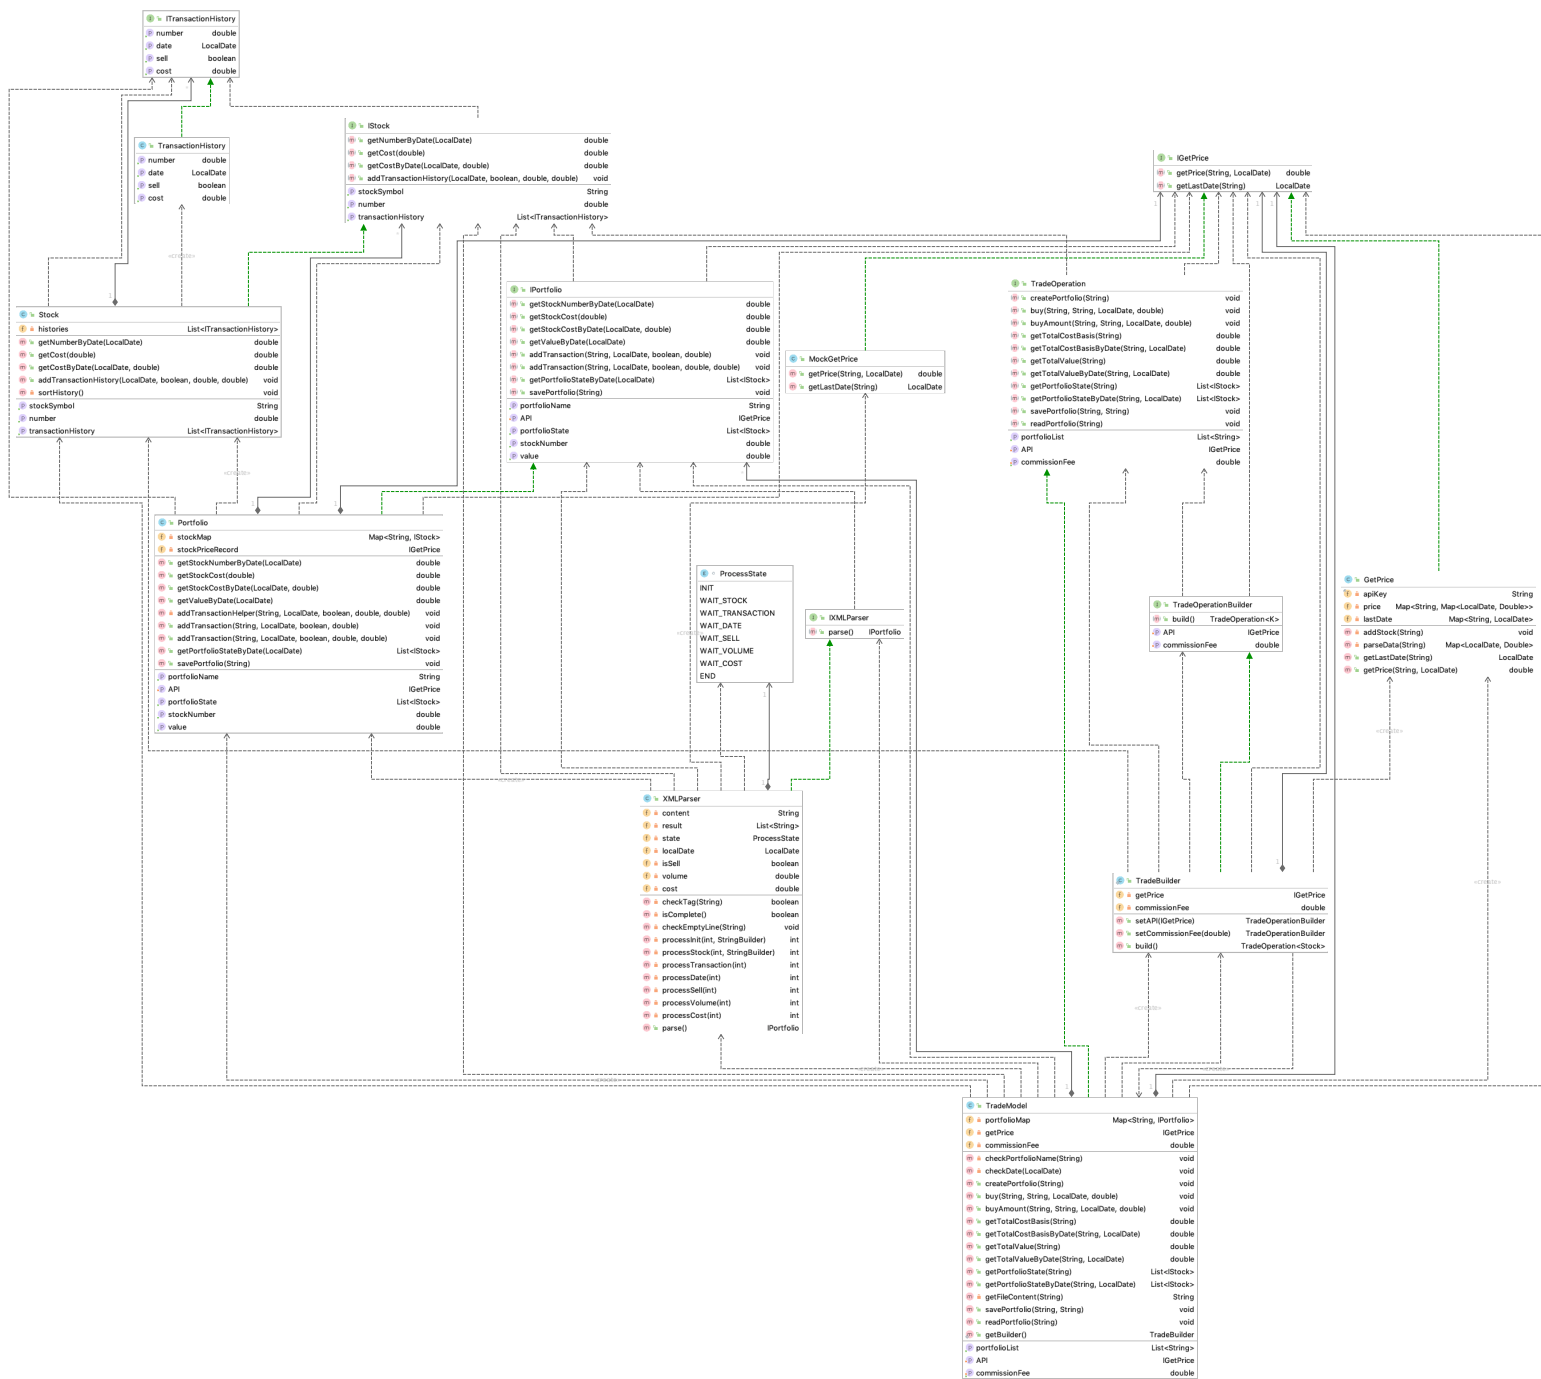 ITransactionHistory
number double
date LocalDate
sell boolean
cost double
TransactionHistory
number double
date LocalDate
sell boolean
cost double
IStock
getNumberByDate(LocalDate) double
getCost(double) double
getCostByDate(LocalDate, double) double
addTransactionHistory(LocalDate, boolean, double, double) void
stockSymbol String
number double
transactionHistory List<ITransactionHistory>
IGetPrice
getPrice(String, LocalDate) double
getLastDate(String) LocalDate
«create»
Stock
histories List<ITransactionHistory>
getNumberByDate(LocalDate) double
getCost(double) double
getCostByDate(LocalDate, double) double
addTransactionHistory(LocalDate, boolean, double, double) void
sortHistory() void
stockSymbol String
number double
transactionHistory List<ITransactionHistory>
IPortfolio
getStockNumberByDate(LocalDate) double
getStockCost(double) double
getStockCostByDate(LocalDate, double) double
getValueByDate(LocalDate) double
addTransaction(String, LocalDate, boolean, double) void
addTransaction(String, LocalDate, boolean, double, double) void
getPortfolioStateByDate(LocalDate) List<IStock>
savePortfolio(String) void
portfolioName String
API IGetPrice
portfolioState List<IStock>
stockNumber double
value double
MockGetPrice
getPrice(String, LocalDate) double
getLastDate(String) LocalDate
TradeOperation
createPortfolio(String) void
buy(String, String, LocalDate, double) void
buyAmount(String, String, LocalDate, double) void
getTotalCostBasis(String) double
getTotalCostBasisByDate(String, LocalDate) double
getTotalValue(String) double
getTotalValueByDate(String, LocalDate) double
getPortfolioState(String) List<IStock>
getPortfolioStateByDate(String, LocalDate) List<IStock>
savePortfolio(String, String) void
readPortfolio(String) void
portfolioList List<String>
API IGetPrice
commissionFee double
«create»
Portfolio
stockMap Map<String, IStock>
stockPriceRecord IGetPrice
getStockNumberByDate(LocalDate) double
getStockCost(double) double
getStockCostByDate(LocalDate, double) double
getValueByDate(LocalDate) double
addTransactionHelper(String, LocalDate, boolean, double, double) void
addTransaction(String, LocalDate, boolean, double) void
addTransaction(String, LocalDate, boolean, double, double) void
getPortfolioStateByDate(LocalDate) List<IStock>
savePortfolio(String) void
portfolioName String
API IGetPrice
portfolioState List<IStock>
stockNumber double
value double
ProcessState
INIT
WAIT_STOCK
WAIT_TRANSACTION
WAIT_DATE
WAIT_SELL
WAIT_VOLUME
WAIT_COST
END
«create»
IXMLParser
parse() IPortfolio
TradeOperationBuilder
build() TradeOperation<K>
API IGetPrice
commissionFee double
GetPrice
apiKey String
price Map<String, Map<LocalDate, Double>>
lastDate Map<String, LocalDate>
addStock(String) void
parseData(String) Map<LocalDate, Double>
getLastDate(String) LocalDate
getPrice(String, LocalDate) double
«create»
«create»
XMLParser
content String
result List<String>
state ProcessState
localDate LocalDate
isSell boolean
volume double
cost double
checkTag(String) boolean
isComplete() boolean
checkEmptyLine(String) void
processInit(int, StringBuilder) int
processStock(int, StringBuilder) int
processTransaction(int) int
processDate(int) int
processSell(int) int
processVolume(int) int
processCost(int) int
parse() IPortfolio
TradeBuilder
getPrice IGetPrice
commissionFee double
setAPI(IGetPrice) TradeOperationBuilder
setCommissionFee(double) TradeOperationBuilder
build() TradeOperation<Stock>
«create»
«create»
«create»
«create»
«create»
TradeModel
portfolioMap Map<String, IPortfolio>
getPrice IGetPrice
commissionFee double
checkPortfolioName(String) void
checkDate(LocalDate) void
createPortfolio(String) void
buy(String, String, LocalDate, double) void
buyAmount(String, String, LocalDate, double) void
getTotalCostBasis(String) double
getTotalCostBasisByDate(String, LocalDate) double
getTotalValue(String) double
getTotalValueByDate(String, LocalDate) double
getPortfolioState(String) List<IStock>
getPortfolioStateByDate(String, LocalDate) List<IStock>
getFileContent(String) String
savePortfolio(String, String) void
readPortfolio(String) void
getBuilder() TradeBuilder
portfolioList List<String>
API IGetPrice
commissionFee double